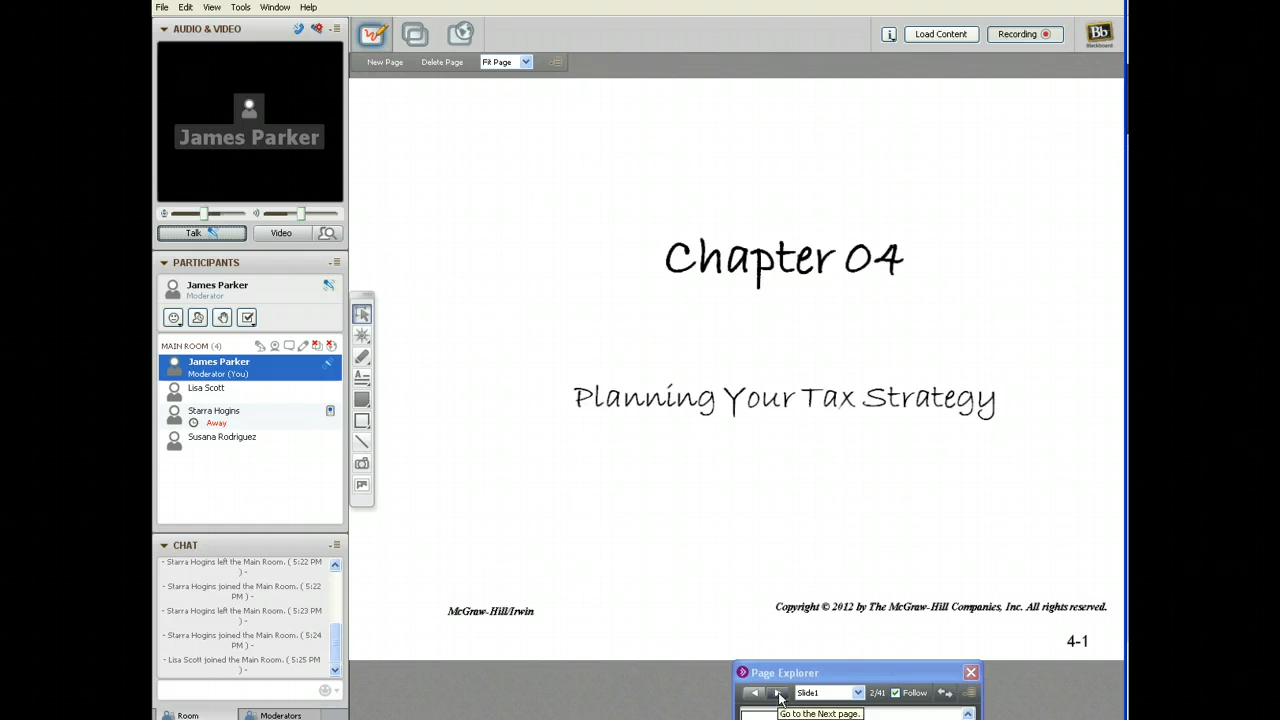 File Edit View Tools Window Help
AUDIO & VIDEO
James Parker
Talk
Video
PARTICIPANTS
James Parker
Moderator
MAIN ROOM (4)
James Parker
Moderator (You)
Lisa Scott
Starra Hogins
Away
Susana Rodriguez
CHAT
- Starra Hogins left the Main Room. ( 5:22 PM
) -
- Starra Hogins joined the Main Room. ( 5:22
PM ) -
- Starra Hogins left the Main Room. ( 5:23 PM
) -
- Starra Hogins joined the Main Room. ( 5:24
PM ) -
- Lisa Scott joined the Main Room. ( 5:25 PM
) -
Room
Moderators
i Load Content Recording
Bb
Blackboard
New Page Delete Page Fit Page
Chapter 04
Planning Your Tax Strategy
McGraw-Hill/Irwin
Copyright © 2012 by The McGraw-Hill Companies, Inc. All rights reserved.
4-1
Page Explorer
Slide1 2/41 Follow
Go to the Next page.